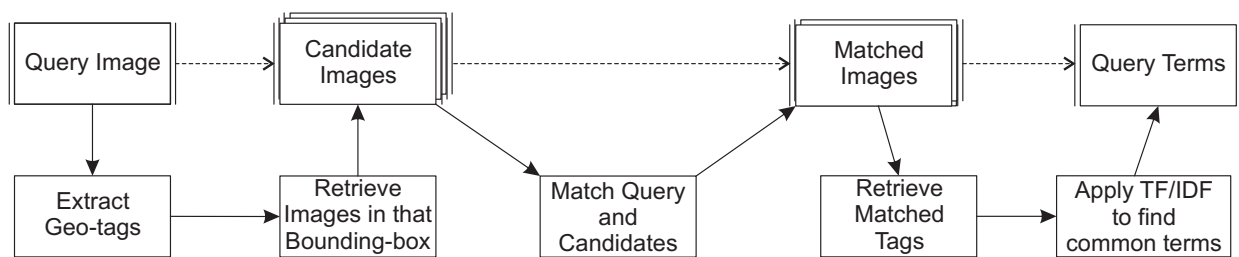 Query Image
Candidate
Images
Matched
Images
Query Terms
Extract
Geo-tags
Retrieve
Images in that
Bounding-box
Match Query
and
Candidates
Retrieve
Matched
Tags
Apply TF/IDF
to find
common terms